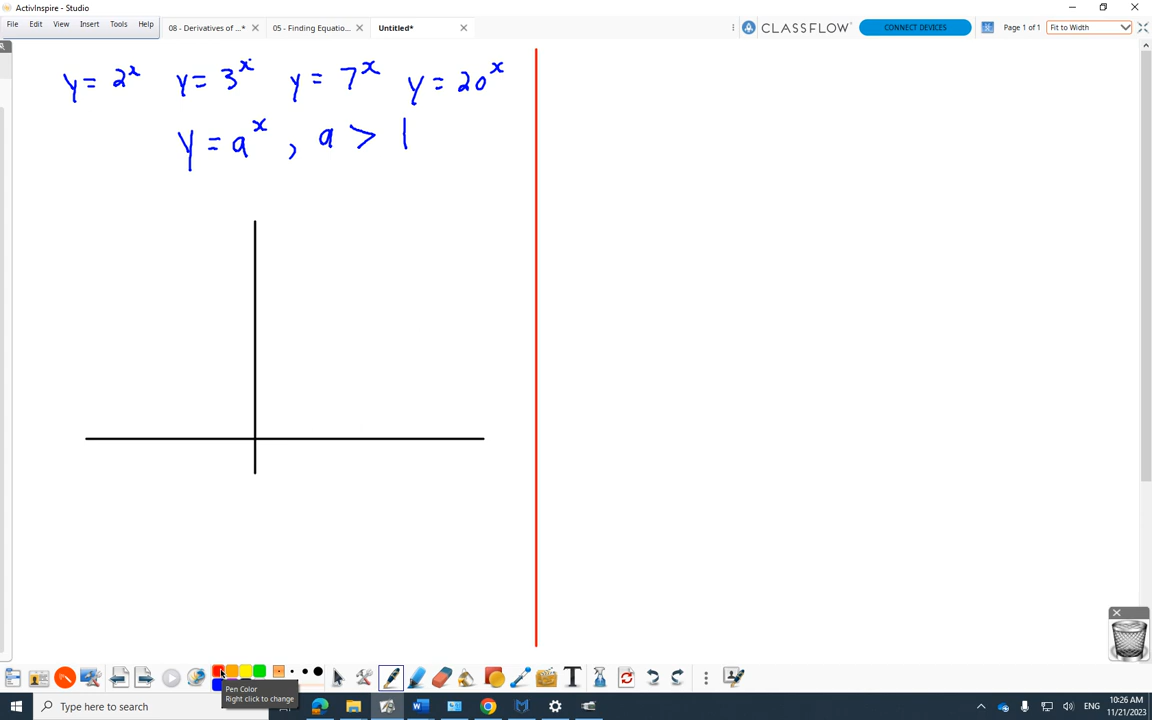 ActivInspire - Studio
File Edit View Insert Tools Help
08 - Derivatives of ...* 05 - Finding Equatio... Untitled*
CLASSFLOW CONNECT DEVICES Page 1 of 1 Fit to Width
y = 2^x y = 3^x y = 7^x y = 20^x
y = a^x , a > 1
T
Pen Color
Right click to change
Type here to search
ENG
10:26 AM
11/21/2023